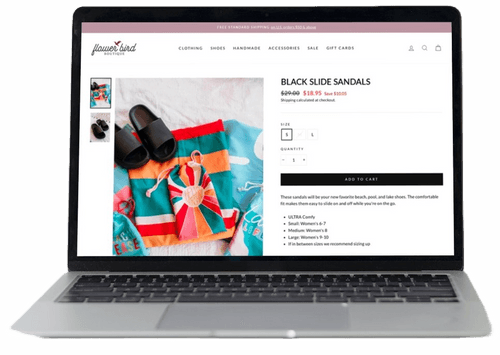 FREE STANDARD SHIPPING
flower bird
BOUTIQUE
CLOTHING SHOES HANDMADE ACCESSORIES SALE GIFT CARDS
BLACK SLIDE SANDALS
$29.00 $18.95 Save $10.05
Shipping calculated at checkout.
SIZE
S L
QUANTITY
− 1 +
ADD TO CART
These sandals will be your new favorite beach, pool, and lake shoes. The comfortable
fit makes them easy to slide on and off while you're on the go.
• ULTRA Comfy
• Small: Women's 6-7
• Medium: Women's 8
• Large: Women's 9-10
• If in between sizes we recommend sizing up